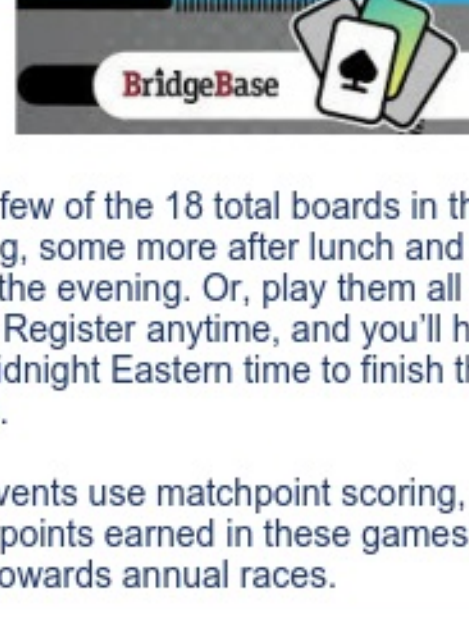 BridgeBase
few of the 18 total boards in th
g, some more after lunch and
the evening. Or, play them all
Register anytime, and you'll h
idnight Eastern time to finish th
.
vents use matchpoint scoring,
points earned in these games
owards annual races.